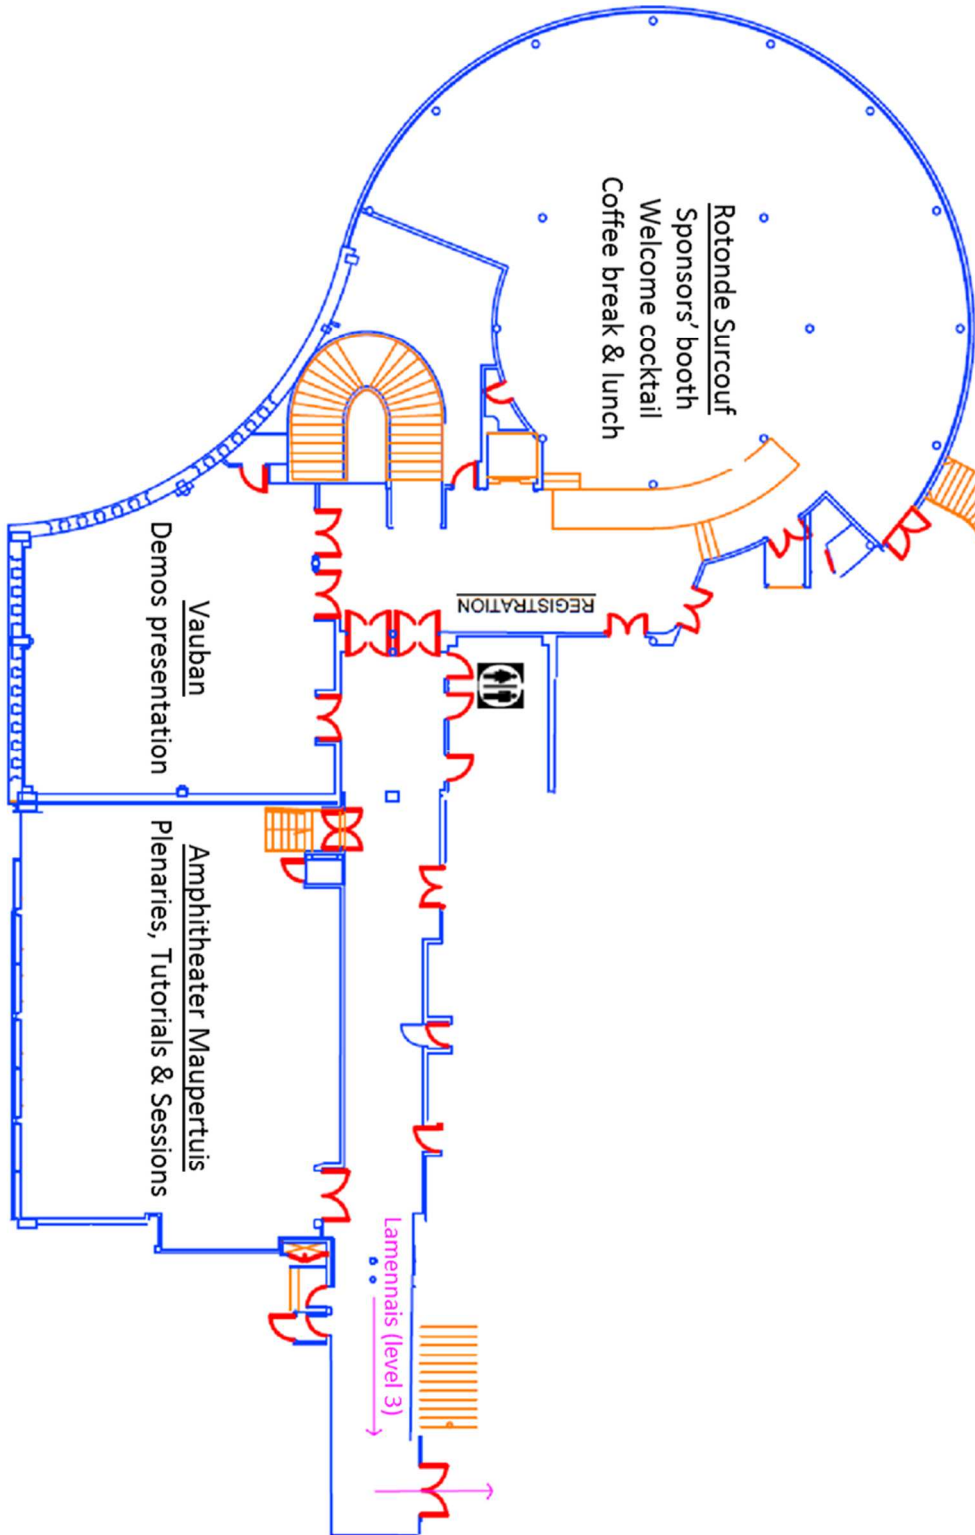 Rotonde Surcouf
Sponsors' booth
Welcome cocktail
Coffee break & lunch
REGISTRATION
Vauban
Demos presentation
Amphitheater Maupertuis
Plenaries, Tutorials & Sessions
Lamennais (level 3)